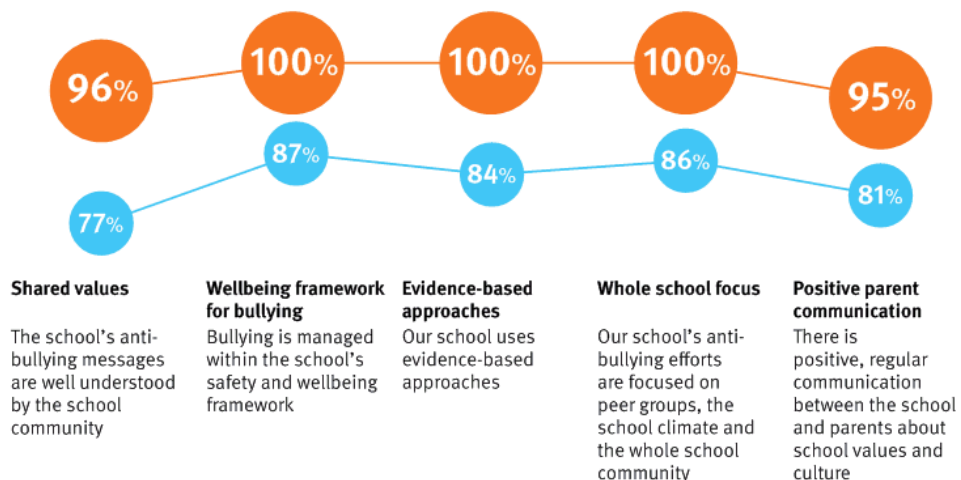 96%
100%
100%
100%
95%
77%
87%
84%
86%
81%
Shared values
The school's anti-
bullying messages
are well understood
by the school
community
Wellbeing framework
for bullying
Bullying is managed
within the school's
safety and wellbeing
framework
Evidence-based
approaches
Our school uses
evidence-based
approaches
Whole school focus
Our school's anti-
bullying efforts
are focused on
peer groups, the
school climate and
the whole school
community
Positive parent
communication
There is
positive, regular
communication
between the school
and parents about
school values and
culture